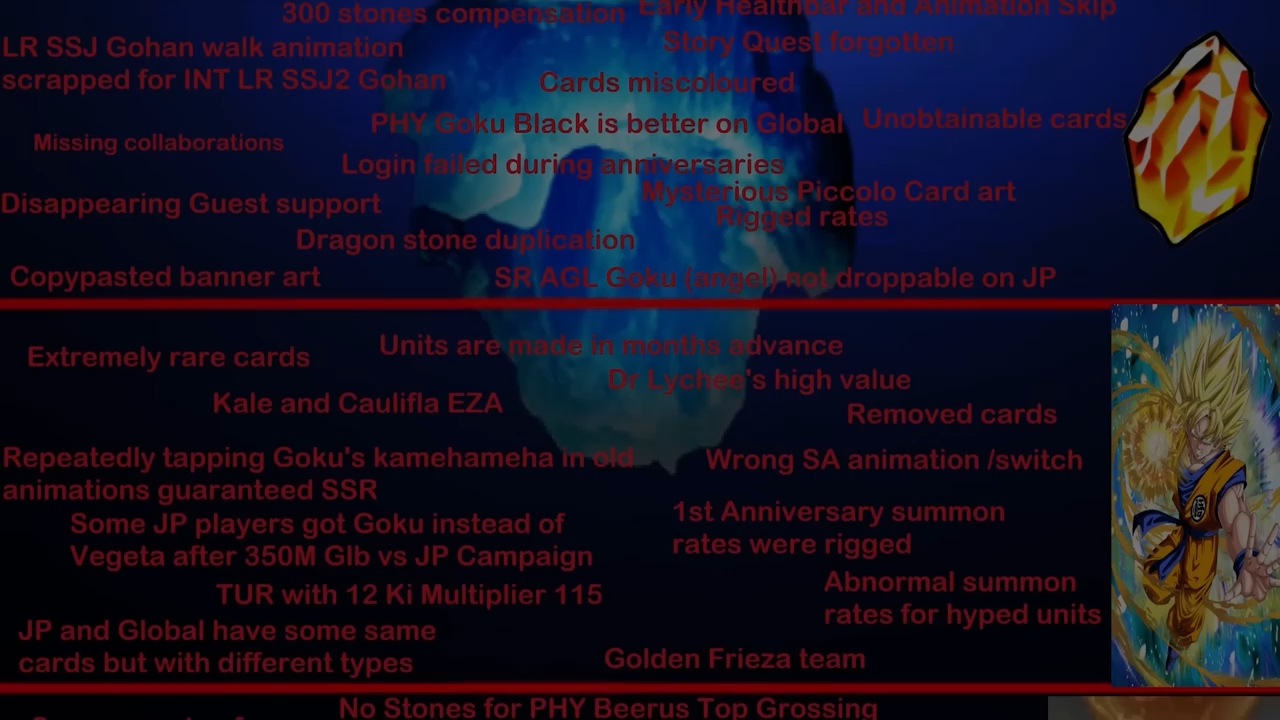 300 stones compensation
Early Healthbar and Animation Skip
LR SSJ Gohan walk animation
scrapped for INT LR SSJ2 Gohan
Story Quest forgotten
Cards miscoloured
PHY Goku Black is better on Global
Unobtainable cards
Missing collaborations
Login failed during anniversaries
Mysterious Piccolo Card art
Disappearing Guest support
Rigged rates
Dragon stone duplication
Copypasted banner art
SR AGL Goku (angel) not droppable on JP
Units are made in months advance
Extremely rare cards
Dr Lychee's high value
Kale and Caulifla EZA
Removed cards
Repeatedly tapping Goku's kamehameha in old
animations guaranteed SSR
Wrong SA animation /switch
Some JP players got Goku instead of
Vegeta after 350M Glb vs JP Campaign
1st Anniversary summon
rates were rigged
TUR with 12 Ki Multiplier 115
Abnormal summon
rates for hyped units
JP and Global have some same
cards but with different types
Golden Frieza team
No Stones for PHY Beerus Top Grossing